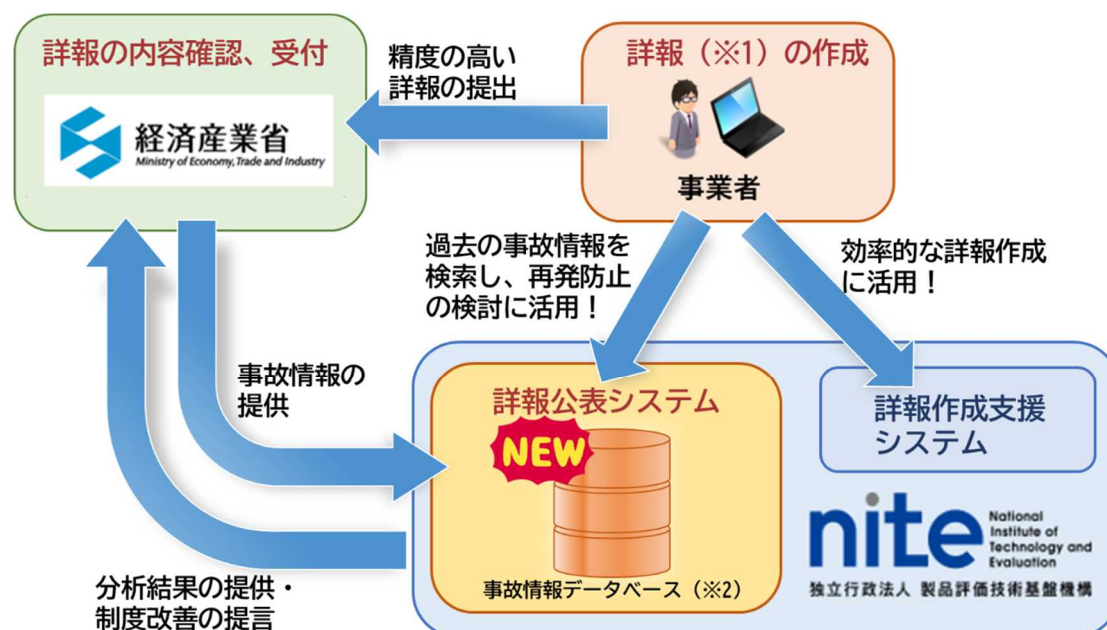 詳報の内容確認、受付
経済産業省
Ministry of Economy, Trade and Industry
精度の高い
詳報の提出
詳報（※1）の作成
事業者
過去の事故情報を
検索し、再発防止
の検討に活用！
効率的な詳報作成
に活用！
事故情報の
提供
詳報公表システム
NEW
事故情報データベース（※2）
詳報作成支援
システム
nite
National
Institute of
Technology and
Evaluation
独立行政法人 製品評価技術基盤機構
分析結果の提供・
制度改善の提言